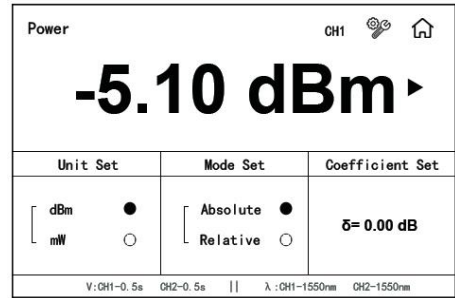 Power CH1
-5.10 dBm
Unit Set Mode Set Coefficient Set
dBm Absolute
δ= 0.00 dB
mW Relative
V:CH1-0.5s CH2-0.5s || λ:CH1-1550nm CH2-1550nm